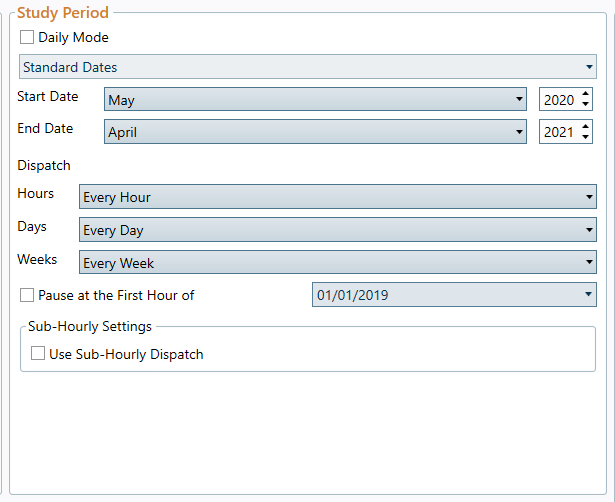 Study Period
Daily Mode
Standard Dates
Start Date May 2020
End Date April 2021
Dispatch
Hours Every Hour
Days Every Day
Weeks Every Week
Pause at the First Hour of 01/01/2019
Sub-Hourly Settings
Use Sub-Hourly Dispatch